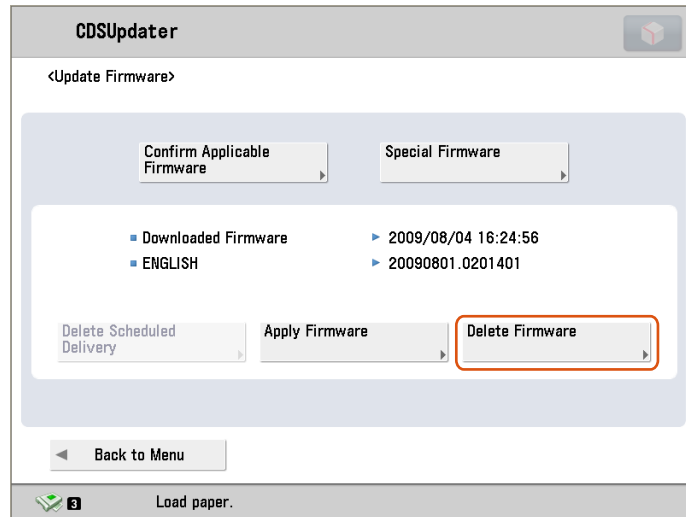 CDSUpdater
<Update Firmware>
Confirm Applicable
Firmware
Special Firmware
Downloaded Firmware
2009/08/04 16:24:56
ENGLISH
20090801.0201401
Delete Scheduled
Delivery
Apply Firmware
Delete Firmware
Back to Menu
3
Load paper.